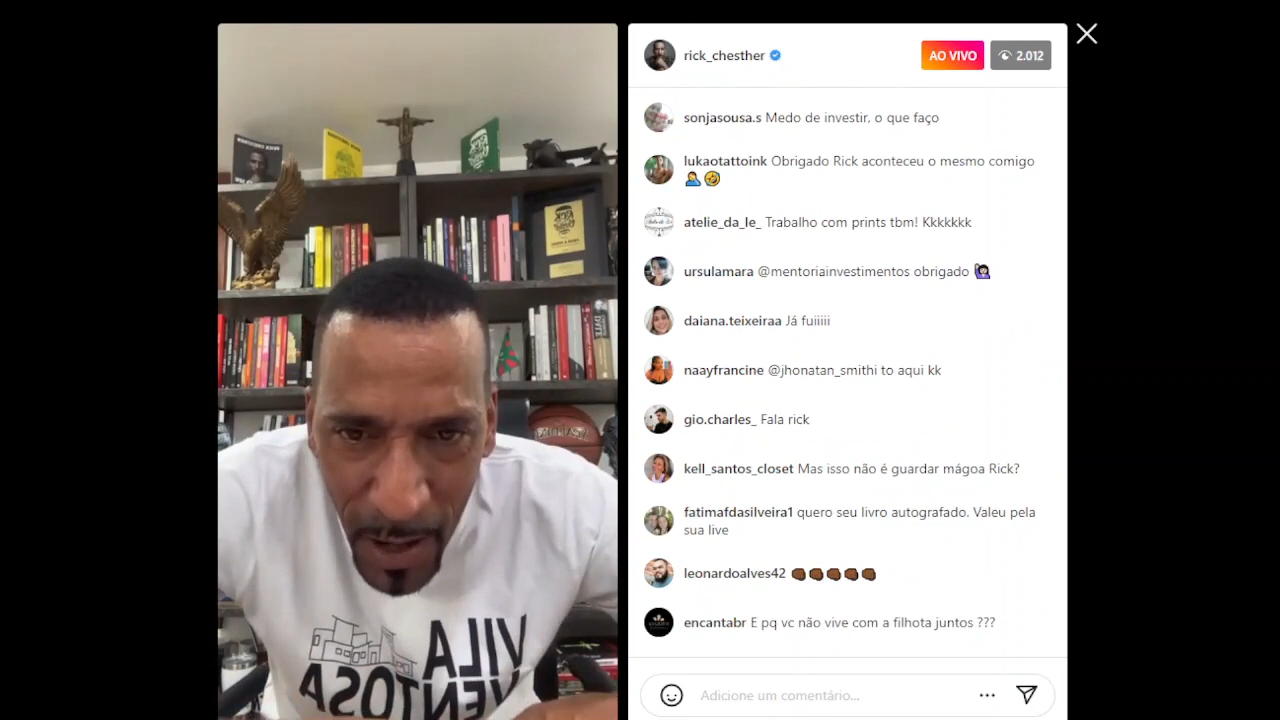 rick_chesther
AO VIVO
2.012
sonjasousa.s Medo de investir, o que faço
lukaotattoink Obrigado Rick aconteceu o mesmo comigo
🤦‍♂️🤣
atelie_da_le_ Trabalho com prints tbm! Kkkkkkk
ursulamara @mentoriainvestimentos obrigado 🙋🏻‍♀️
daiana.teixeiraa Já fuiiiii
naayfrancine @jhonatan_smithi to aqui kk
gio.charles_ Fala rick
kell_santos_closet Mas isso não é guardar mágoa Rick?
fatimafdasilveira1 quero seu livro autografado. Valeu pela
sua live
leonardoalves42 👊🏾👊🏾👊🏾👊🏾👊🏾
encantabr E pq vc não vive com a filhota juntos ???
Adicione um comentário...
VILA
VENTOSA